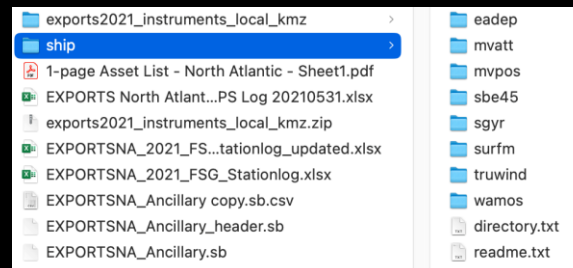 exports2021_instruments_local_kmz
ship
1-page Asset List - North Atlantic - Sheet1.pdf
EXPORTS North Atlant...PS Log 20210531.xlsx
exports2021_instruments_local_kmz.zip
EXPORTSNA_2021_FS...tationlog_updated.xlsx
EXPORTSNA_2021_FSG_Stationlog.xlsx
EXPORTSNA_Ancillary copy.sb.csv
EXPORTSNA_Ancillary_header.sb
EXPORTSNA_Ancillary.sb
eadep
mvatt
mvpos
sbe45
sgyr
surfm
truwind
wamos
directory.txt
readme.txt